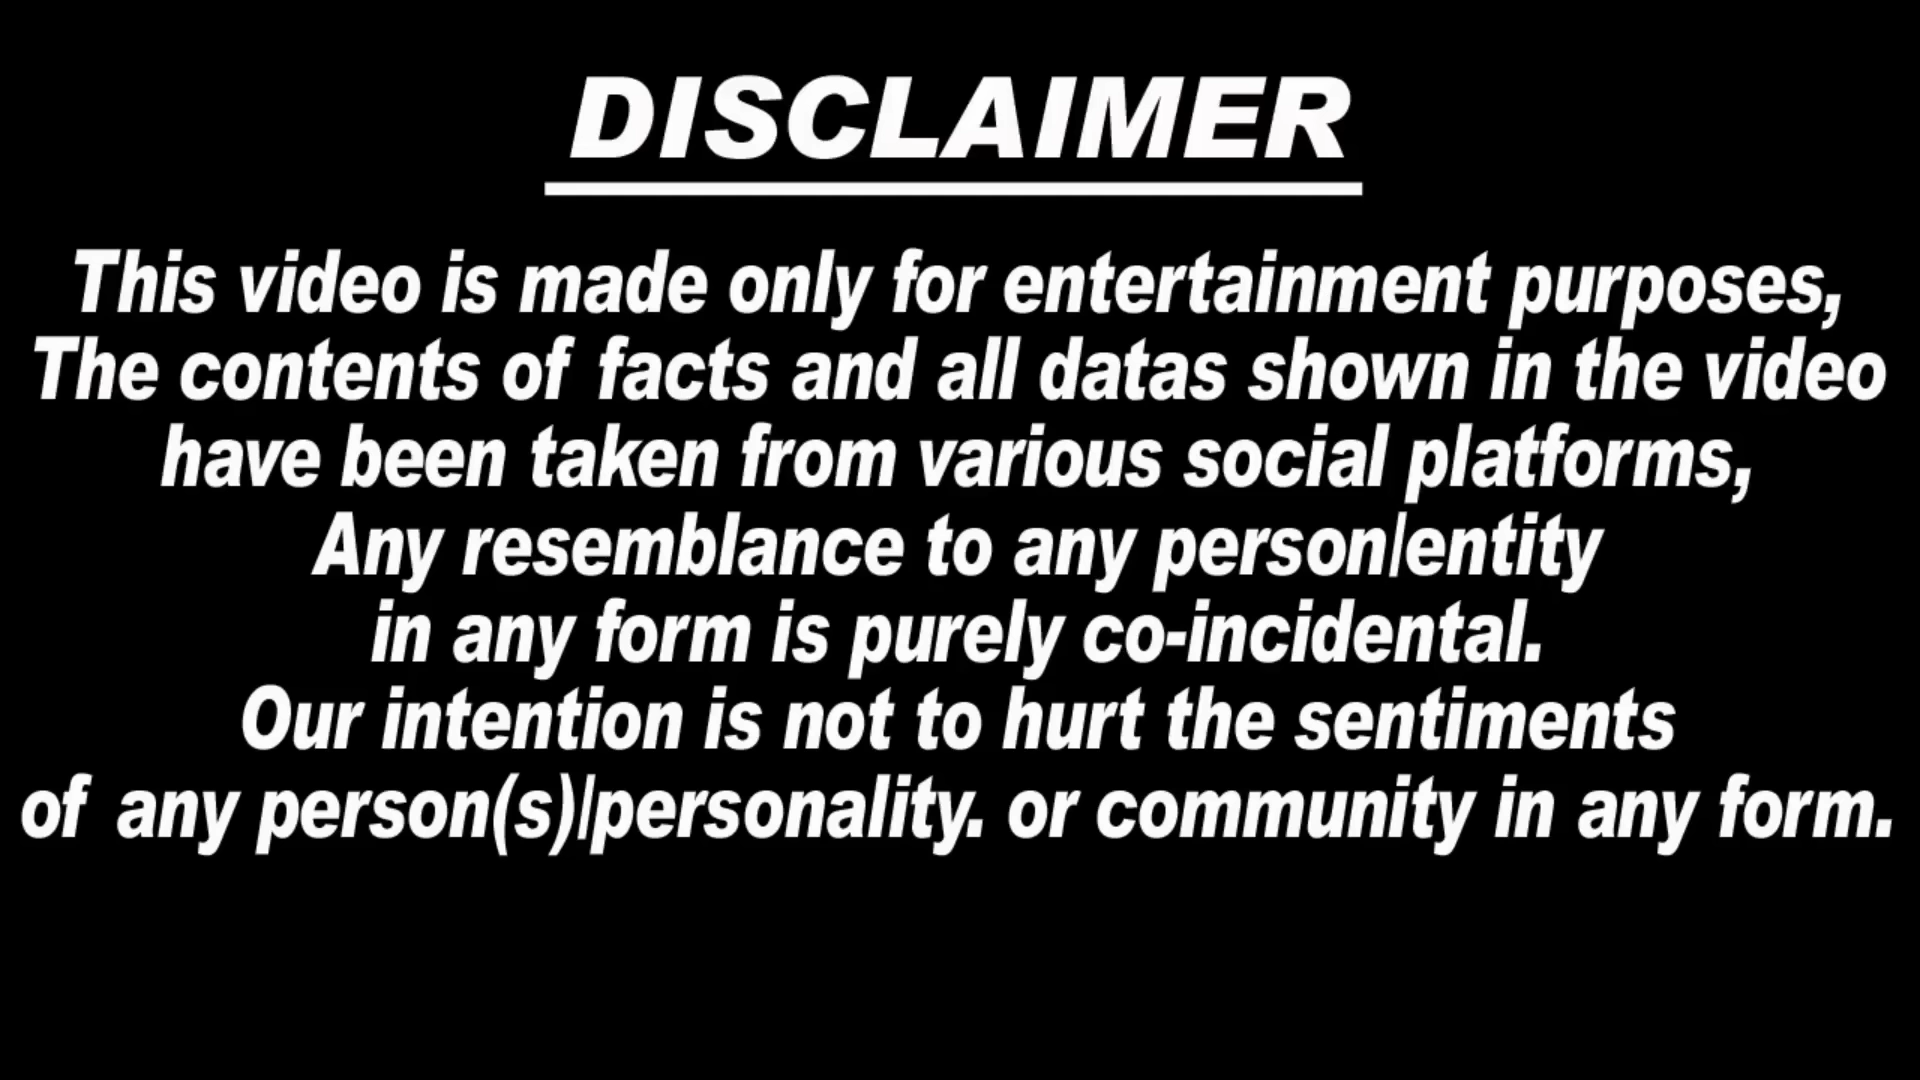 DISCLAIMER
This video is made only for entertainment purposes,
The contents of facts and all datas shown in the video
have been taken from various social platforms,
Any resemblance to any person/entity
in any form is purely co-incidental.
Our intention is not to hurt the sentiments
of any person(s)/personality. or community in any form.